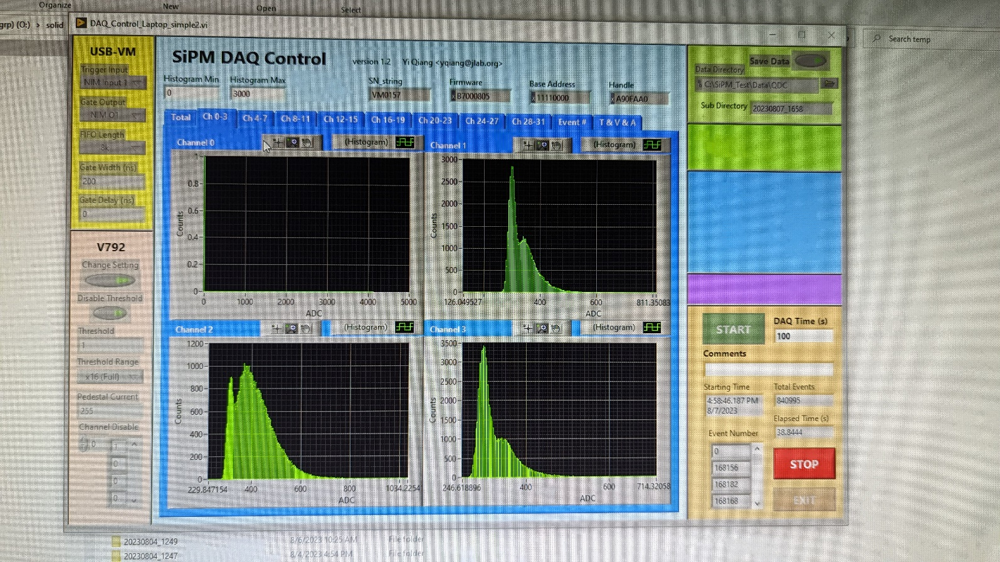 Organize
New
Open
Select
grp) (O:) > solid
DAQ_Control_Laptop_simple2.vi
Search temp
USB-VM
Trigger Input
NIM Input 1
Gate Output
NIM O1
FIFO Length
8k
Gate Width (ns)
200
Gate Delay (ns)
0
V792
Change Setting
Disable Threshold
Threshold
1
Threshold Range
x16 (Full)
Pedestal Current
255
Channel Disable
0
1
0
0
0
SiPM DAQ Control
version 1.2 Yi Qiang <yqiang@jlab.org>
Histogram Min
0
Histogram Max
3000
SN_string
VM0157
Firmware
x B7000805
Base Address
x 11110000
Handle
x A90FAA0
Total Ch 0-3 Ch 4-7 Ch 8-11 Ch 12-15 Ch 16-19 Ch 20-23 Ch 24-27 Ch 28-31 Event # T & V & A
Channel 0
(Histogram)
Counts
1
0.8
0.6
0.4
0.2
0
0 1000 2000 3000 4000 5000
ADC
Channel 1
(Histogram)
Counts
3000
2500
2000
1500
1000
500
0
126.049527 400 600 811.35083
ADC
Channel 2
(Histogram)
Counts
1200
1000
800
600
400
200
0
229.847154 400 600 800 1034.2254
ADC
Channel 3
(Histogram)
Counts
3500
3000
2500
2000
1500
1000
500
0
246.618896 400 600 714.32058
ADC
Save Data
Data Directory
C:\SiPM_Test\Data\QDC
Sub Directory
20230807_1658
START
DAQ Time (s)
100
Comments
Starting Time
4:58:46.187 PM
8/7/2023
Total Events
840995
Elapsed Time (s)
38.8444
Event Number
0
168156
168182
168168
STOP
EXIT
20230804_1249 8/6/2023 10:25 AM File folder
20230804_1247 8/4/2023 4:54 PM File folder